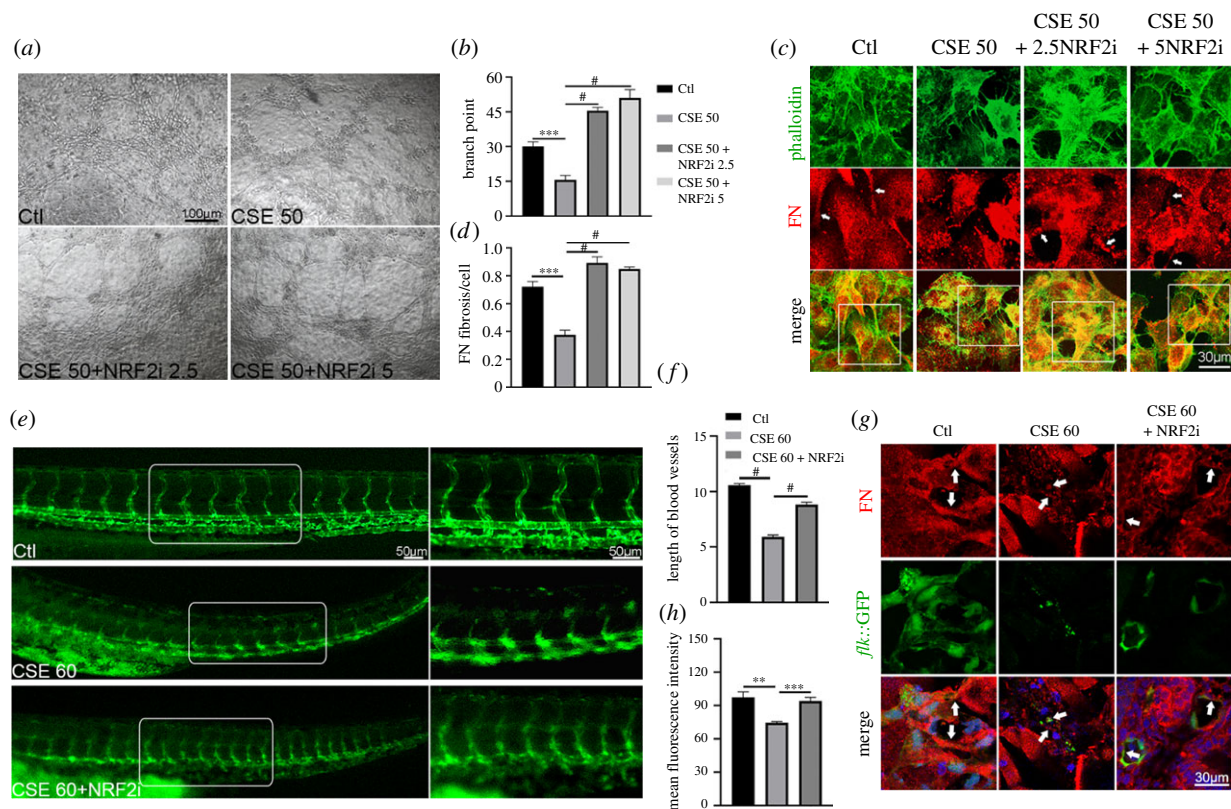 (a)
Ctl
100µm
CSE 50
CSE 50+NRF2i 2.5
CSE 50+NRF2i 5
(b)
60
45
30
15
0
branch point
***
#
#
Ctl
CSE 50
CSE 50 +
NRF2i 2.5
CSE 50 +
NRF2i 5
(c)
Ctl
CSE 50
CSE 50
+ 2.5NRF2i
CSE 50
+ 5NRF2i
phalloidin
FN
merge
30µm
(d)
1.0
0.8
0.6
0.4
0.2
0
FN fibrosis/cell
***
#
#
(e)
Ctl
50µm
50µm
CSE 60
CSE 60+NRF2i
(f)
Ctl
CSE 60
CSE 60 + NRF2i
15
10
5
0
length of blood vessels
#
#
(g)
Ctl
CSE 60
CSE 60
+ NRF2i
FN
flk::GFP
merge
30µm
(h)
150
120
90
60
30
0
mean fluorescence intensity
**
***